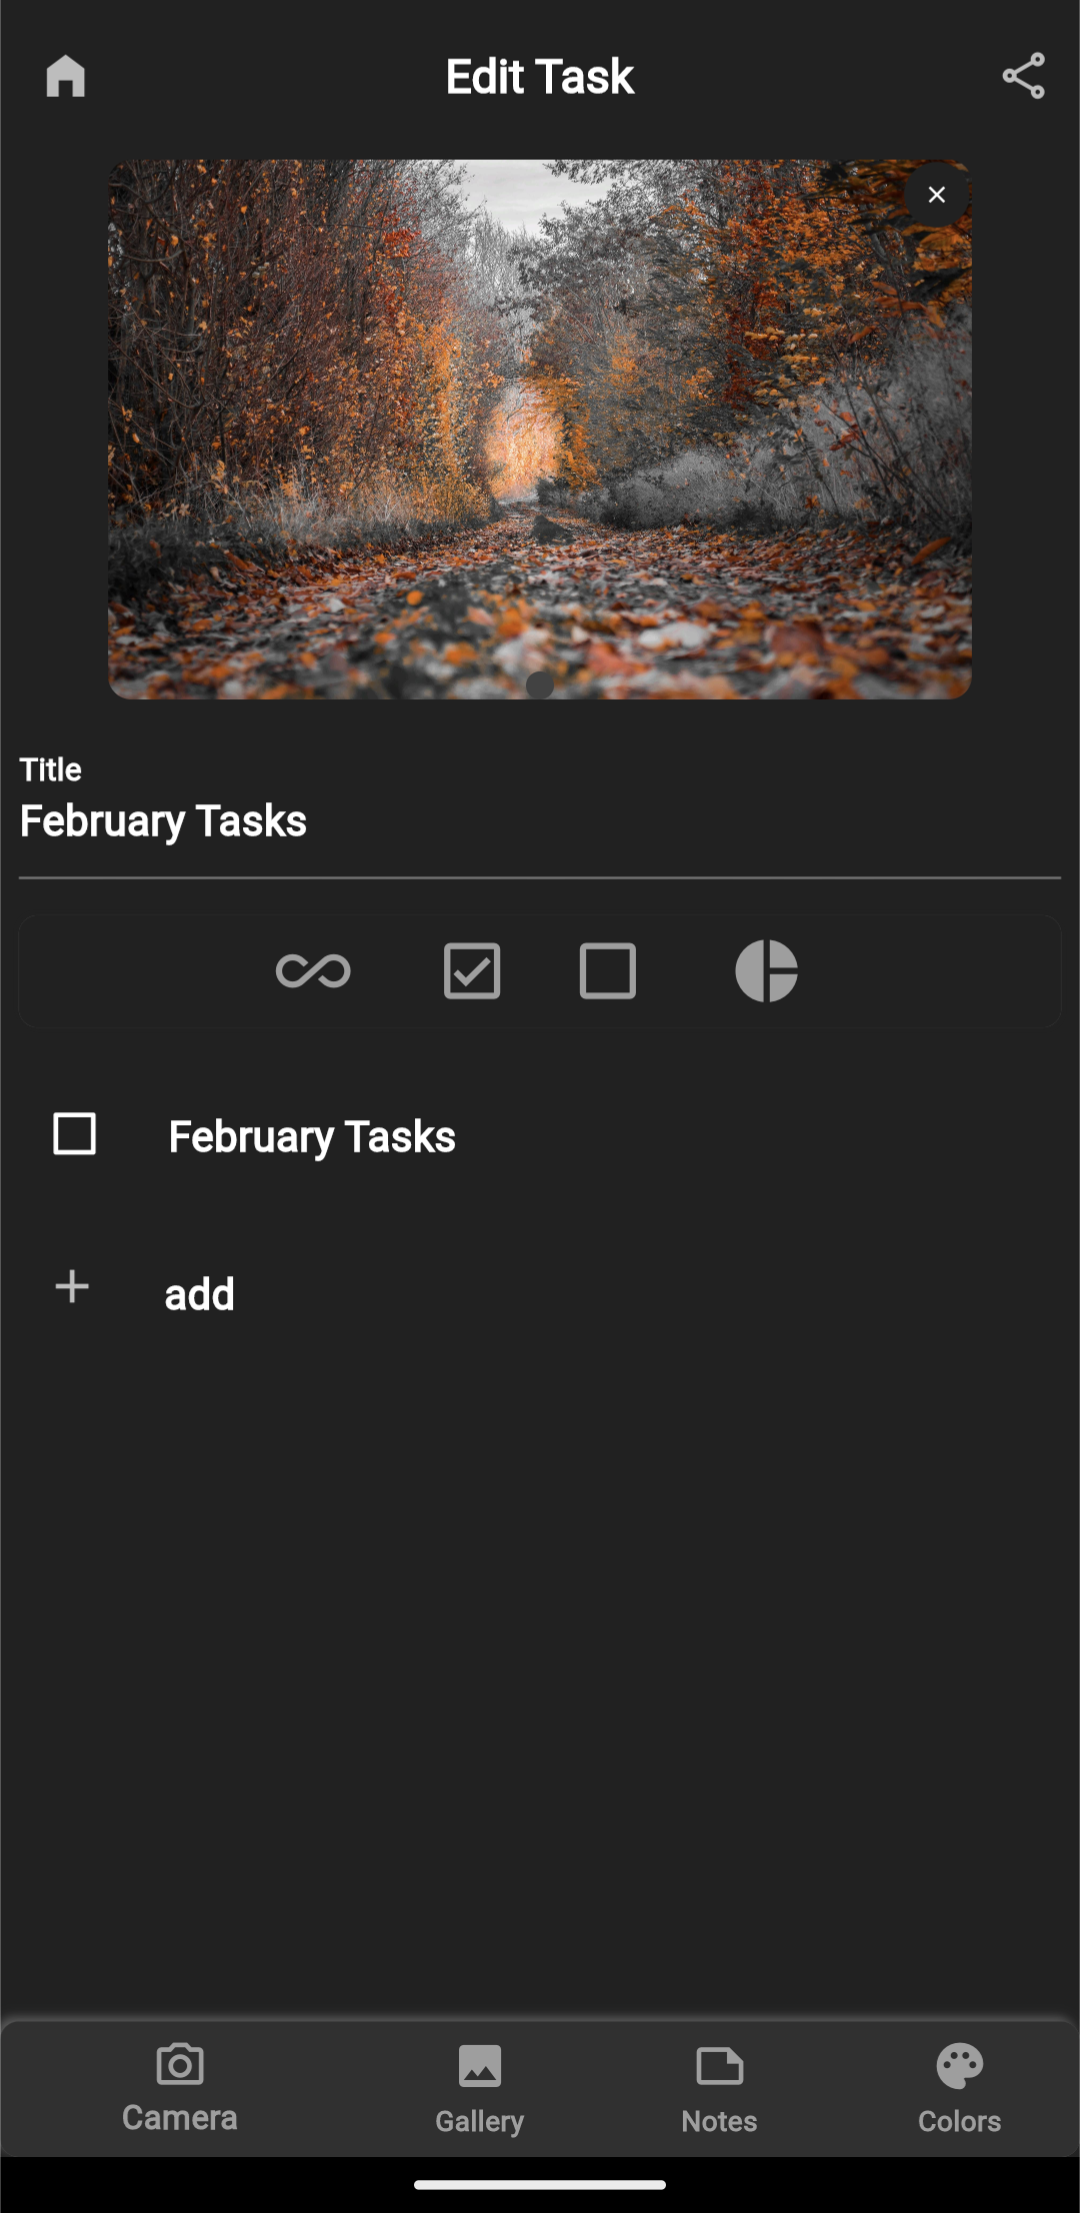 Edit Task
Title
February Tasks
February Tasks
add
Camera
Gallery
Notes
Colors